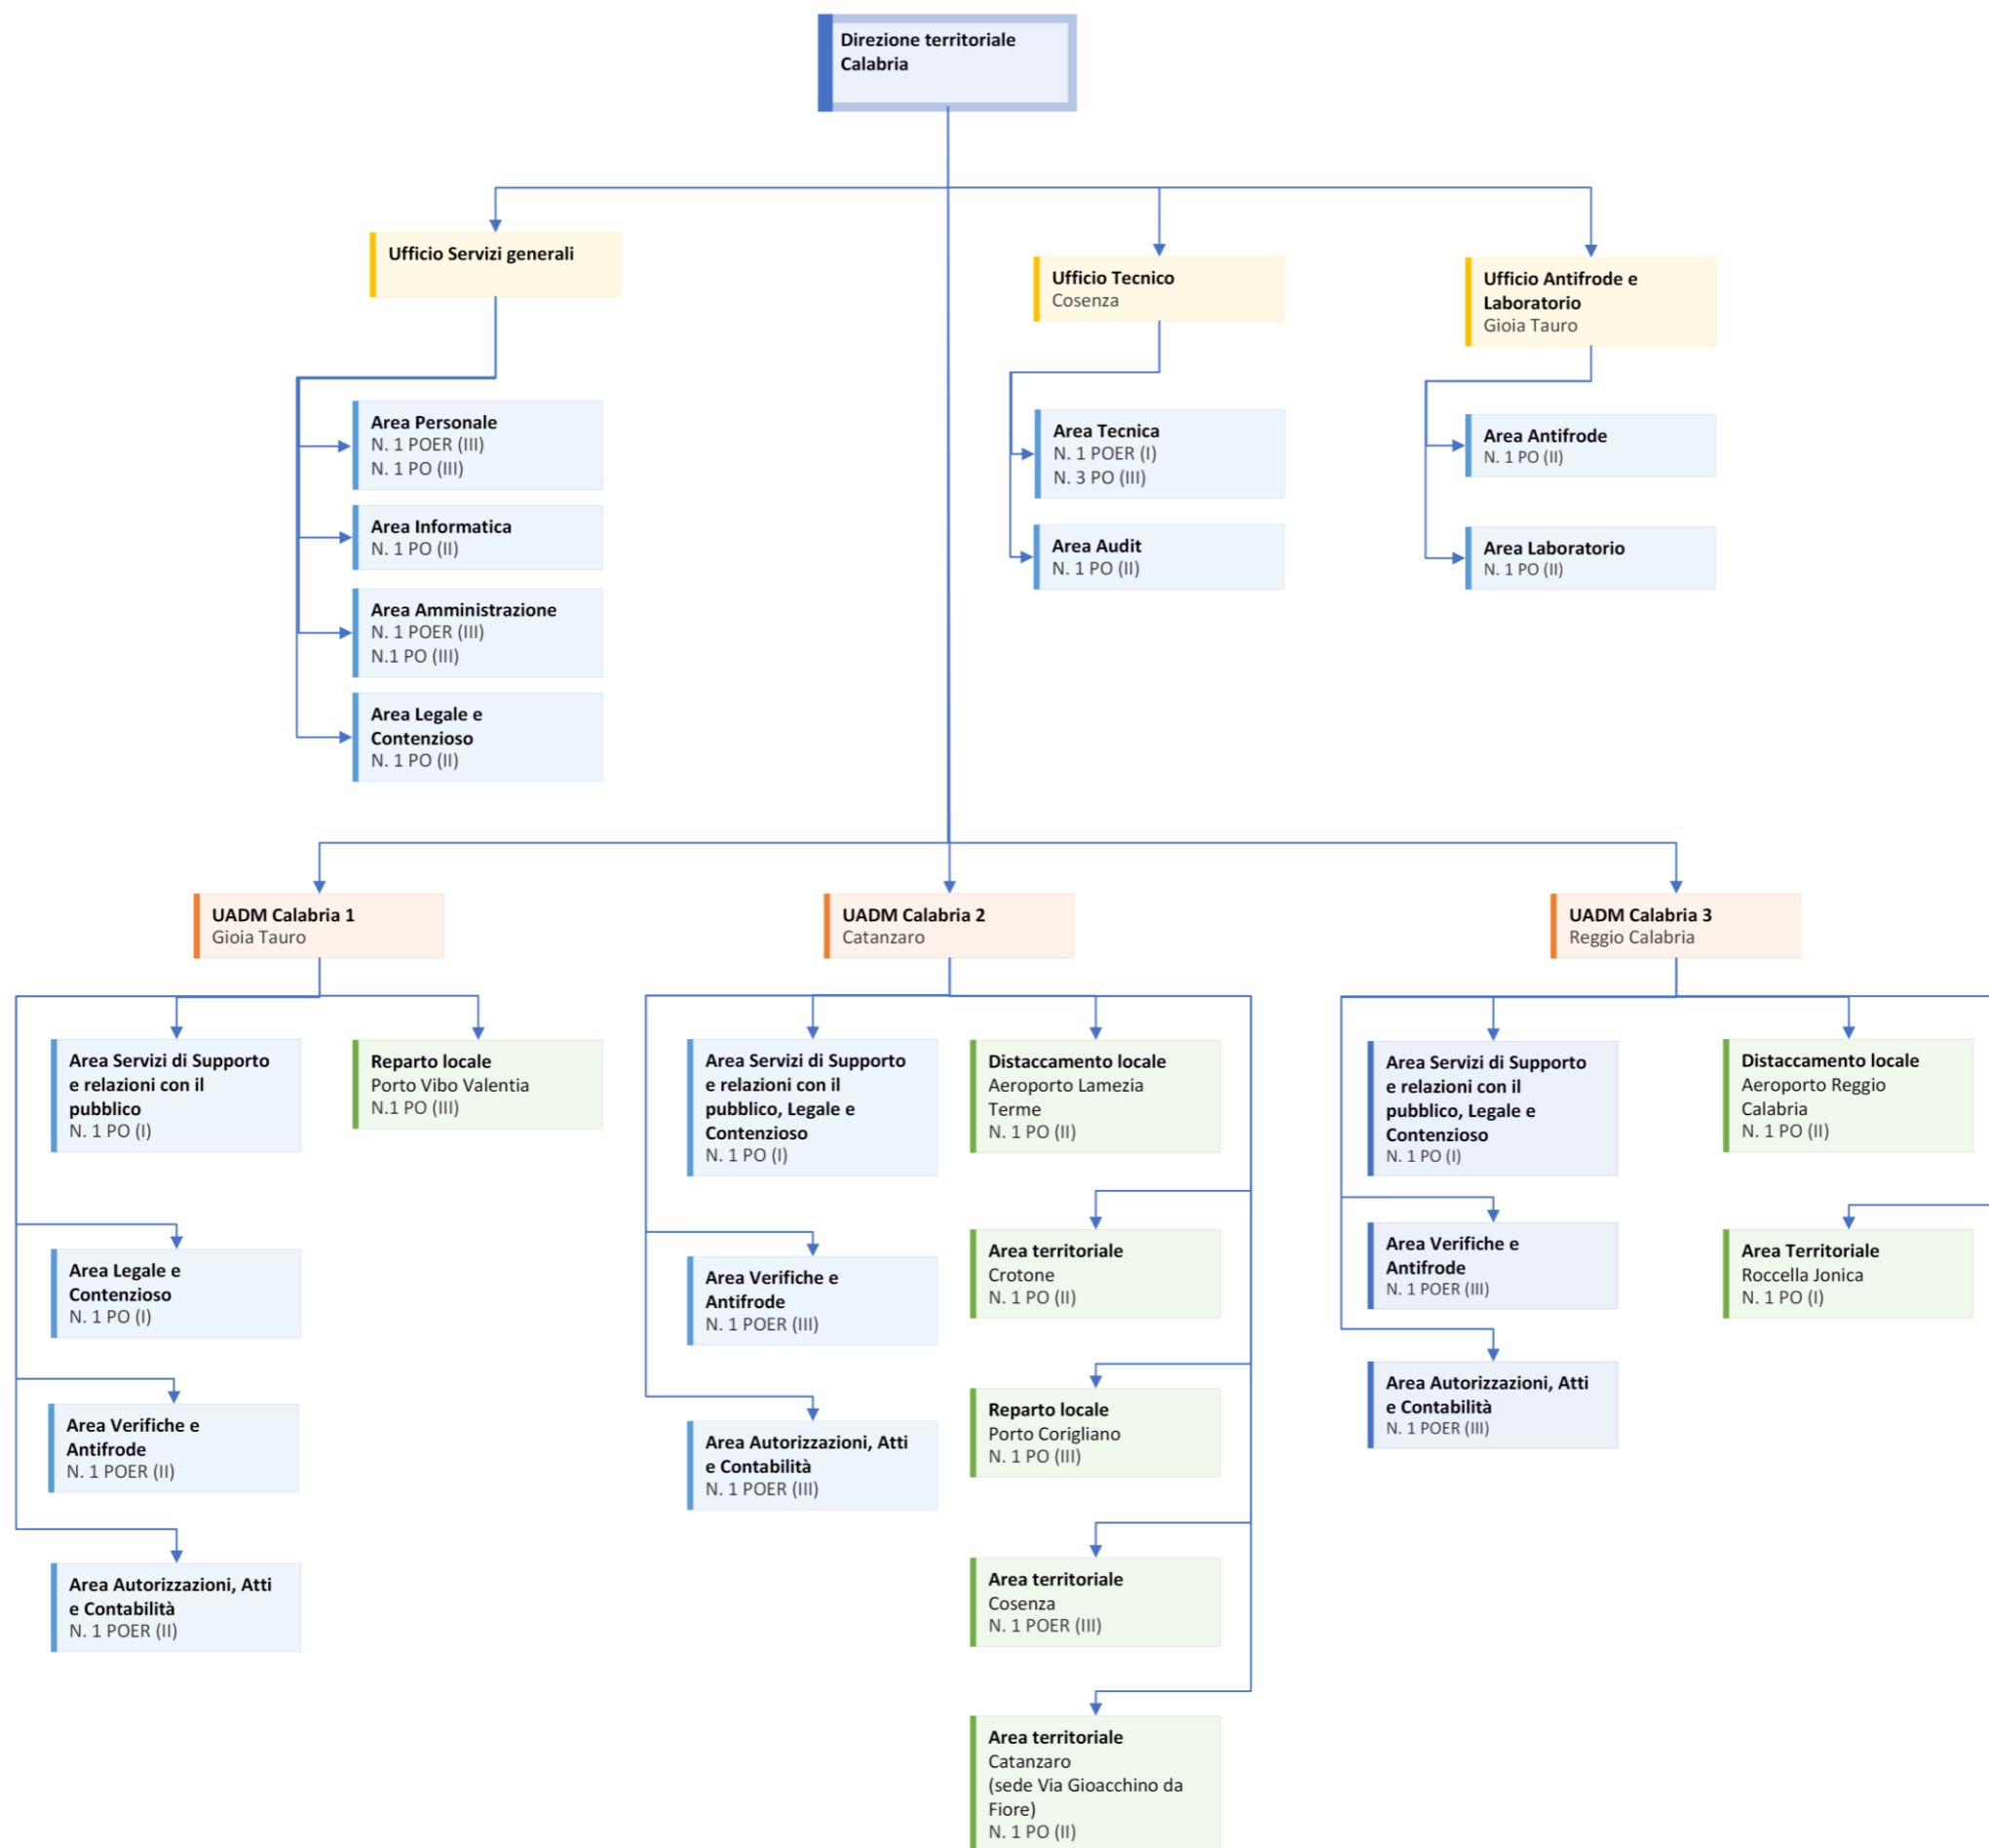 Direzione territoriale
Calabria
Ufficio Servizi generali
Ufficio Tecnico
Cosenza
Ufficio Antifrode e
Laboratorio
Gioia Tauro
Area Personale
N. 1 POER (III)
N. 1 PO (III)
Area Informatica
N. 1 PO (II)
Area Amministrazione
N. 1 POER (III)
N.1 PO (III)
Area Legale e
Contenzioso
N. 1 PO (II)
Area Tecnica
N. 1 POER (I)
N. 3 PO (III)
Area Audit
N. 1 PO (II)
Area Antifrode
N. 1 PO (II)
Area Laboratorio
N. 1 PO (II)
UADM Calabria 1
Gioia Tauro
UADM Calabria 2
Catanzaro
UADM Calabria 3
Reggio Calabria
Area Servizi di Supporto
e relazioni con il
pubblico
N. 1 PO (I)
Area Legale e
Contenzioso
N. 1 PO (I)
Area Verifiche e
Antifrode
N. 1 POER (II)
Area Autorizzazioni, Atti
e Contabilità
N. 1 POER (II)
Reparto locale
Porto Vibo Valentia
N.1 PO (III)
Area Servizi di Supporto
e relazioni con il
pubblico, Legale e
Contenzioso
N. 1 PO (I)
Area Verifiche e
Antifrode
N. 1 POER (III)
Area Autorizzazioni, Atti
e Contabilità
N. 1 POER (III)
Distaccamento locale
Aeroporto Lamezia
Terme
N. 1 PO (II)
Area territoriale
Crotone
N. 1 PO (II)
Reparto locale
Porto Corigliano
N. 1 PO (III)
Area territoriale
Cosenza
N. 1 POER (III)
Area territoriale
Catanzaro
(sede Via Gioacchino da
Fiore)
N. 1 PO (II)
Area Servizi di Supporto
e relazioni con il
pubblico, Legale e
Contenzioso
N. 1 PO (I)
Area Verifiche e
Antifrode
N. 1 POER (III)
Area Autorizzazioni, Atti
e Contabilità
N. 1 POER (III)
Distaccamento locale
Aeroporto Reggio
Calabria
N. 1 PO (II)
Area Territoriale
Roccella Jonica
N. 1 PO (I)